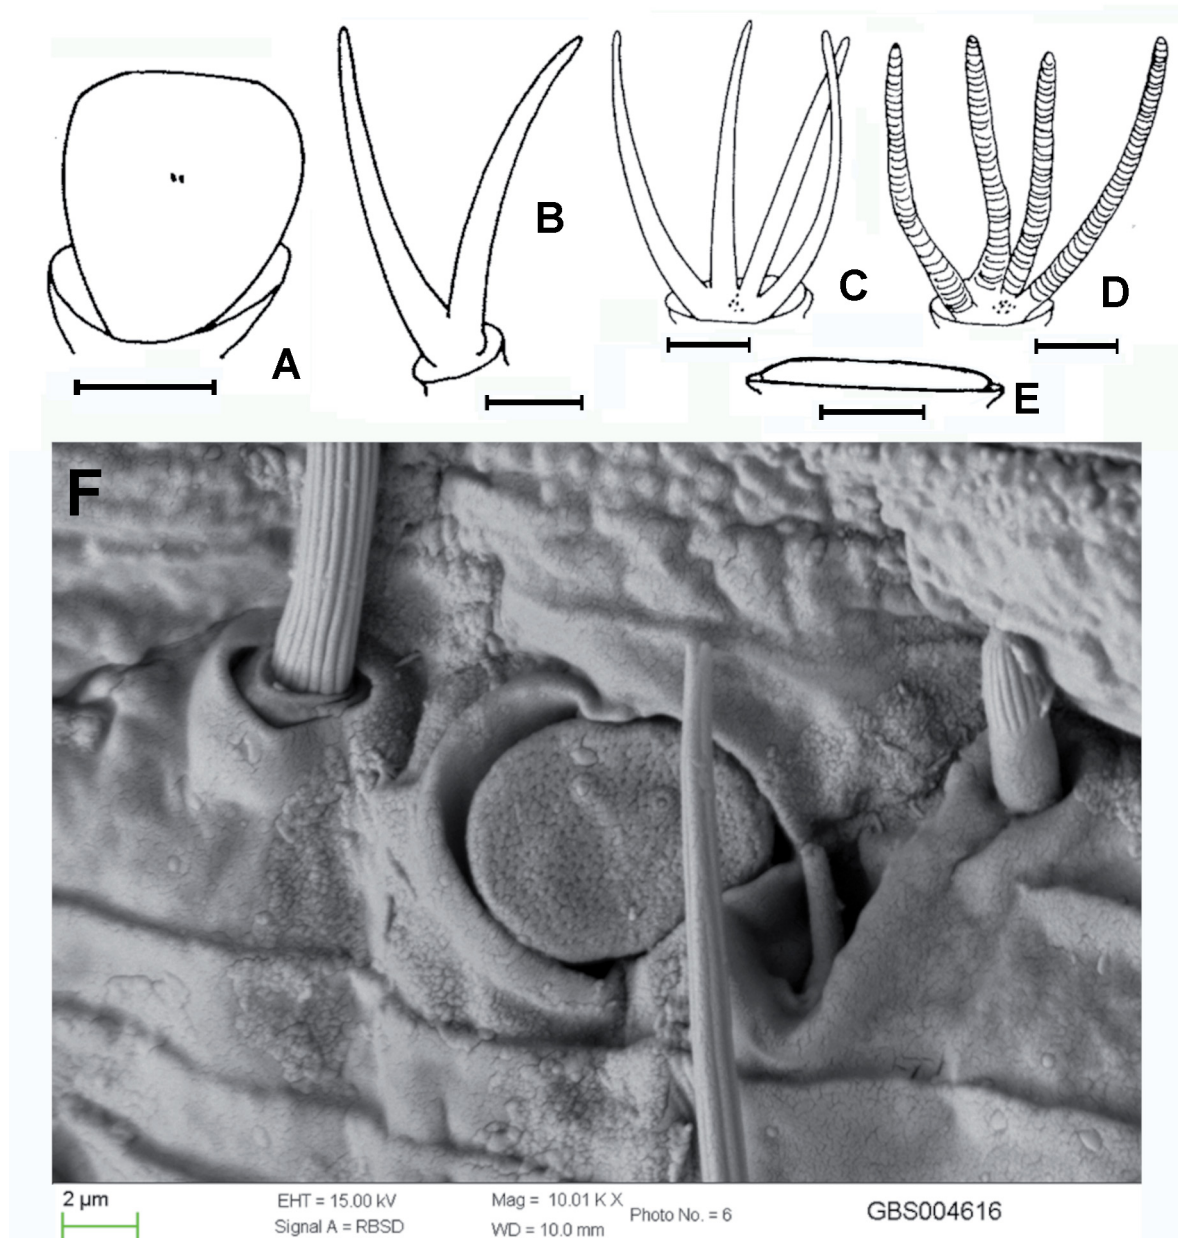 A
B
C
D
E
F
2 µm
EHT = 15.00 kV
Signal A = RBSD
Mag = 10.01 K X
WD = 10.0 mm
Photo No. = 6
GBS004616